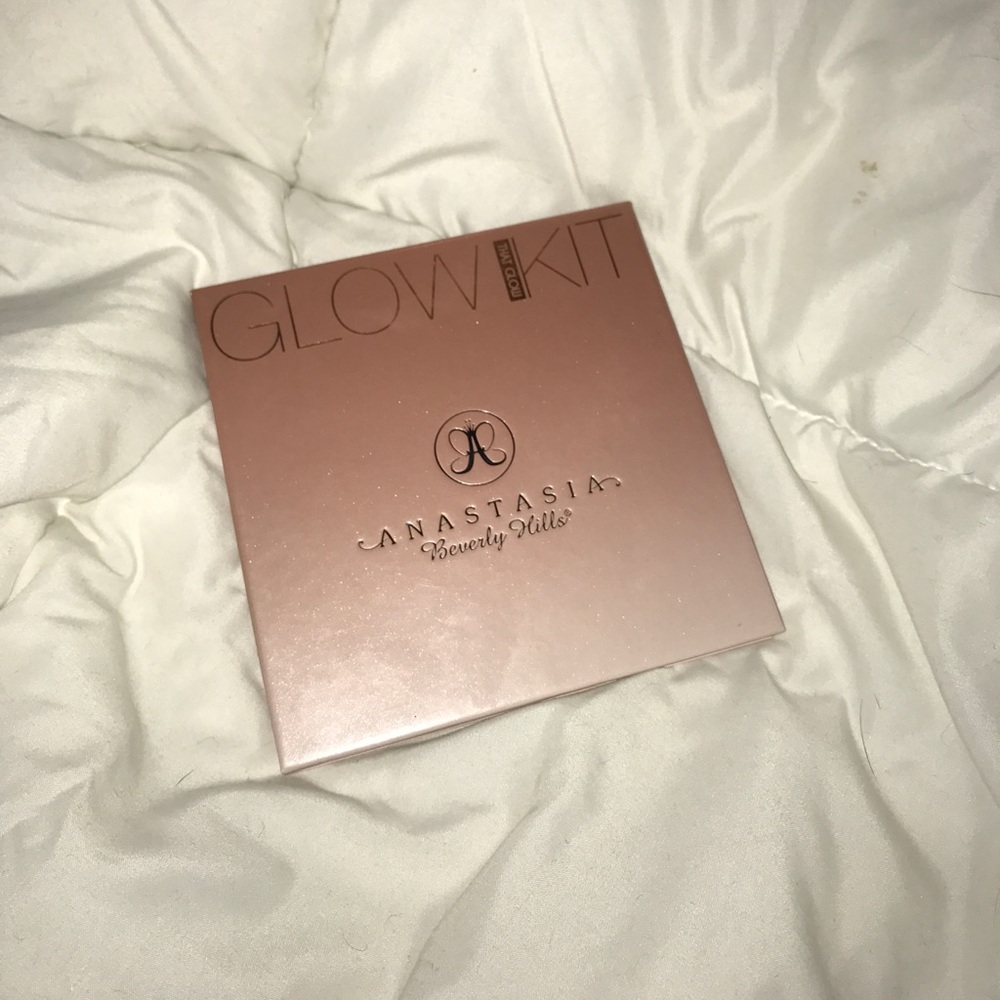 GLOW THAT GLOW KIT
A
ANASTASIA
Beverly Hills®